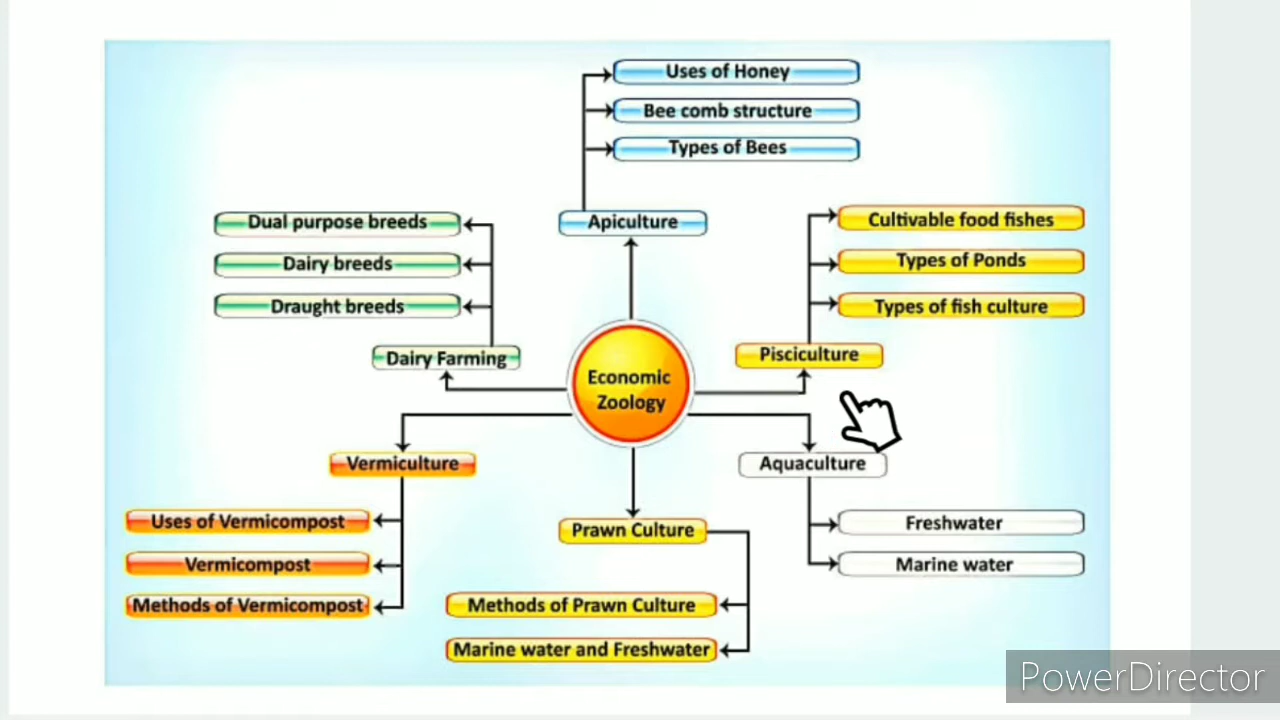 Uses of Honey
Bee comb structure
Types of Bees
Apiculture
Dual purpose breeds
Dairy breeds
Draught breeds
Dairy Farming
Cultivable food fishes
Types of Ponds
Types of fish culture
Pisciculture
Economic
Zoology
Vermiculture
Uses of Vermicompost
Vermicompost
Methods of Vermicompost
Prawn Culture
Methods of Prawn Culture
Marine water and Freshwater
Aquaculture
Freshwater
Marine water
PowerDirector